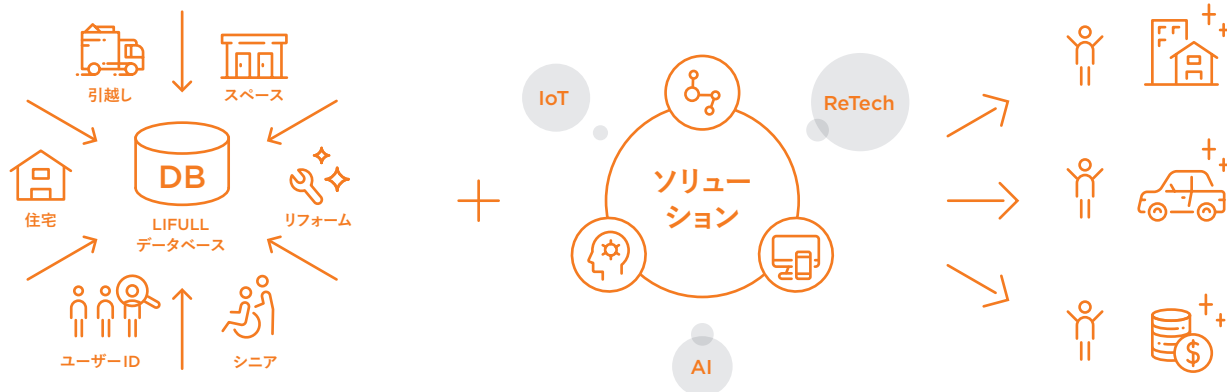 引越し
スペース
住宅
DB
LIFULL
データベース
リフォーム
ユーザーID
シニア
IoT
ReTech
ソリュー
ション
AI
$